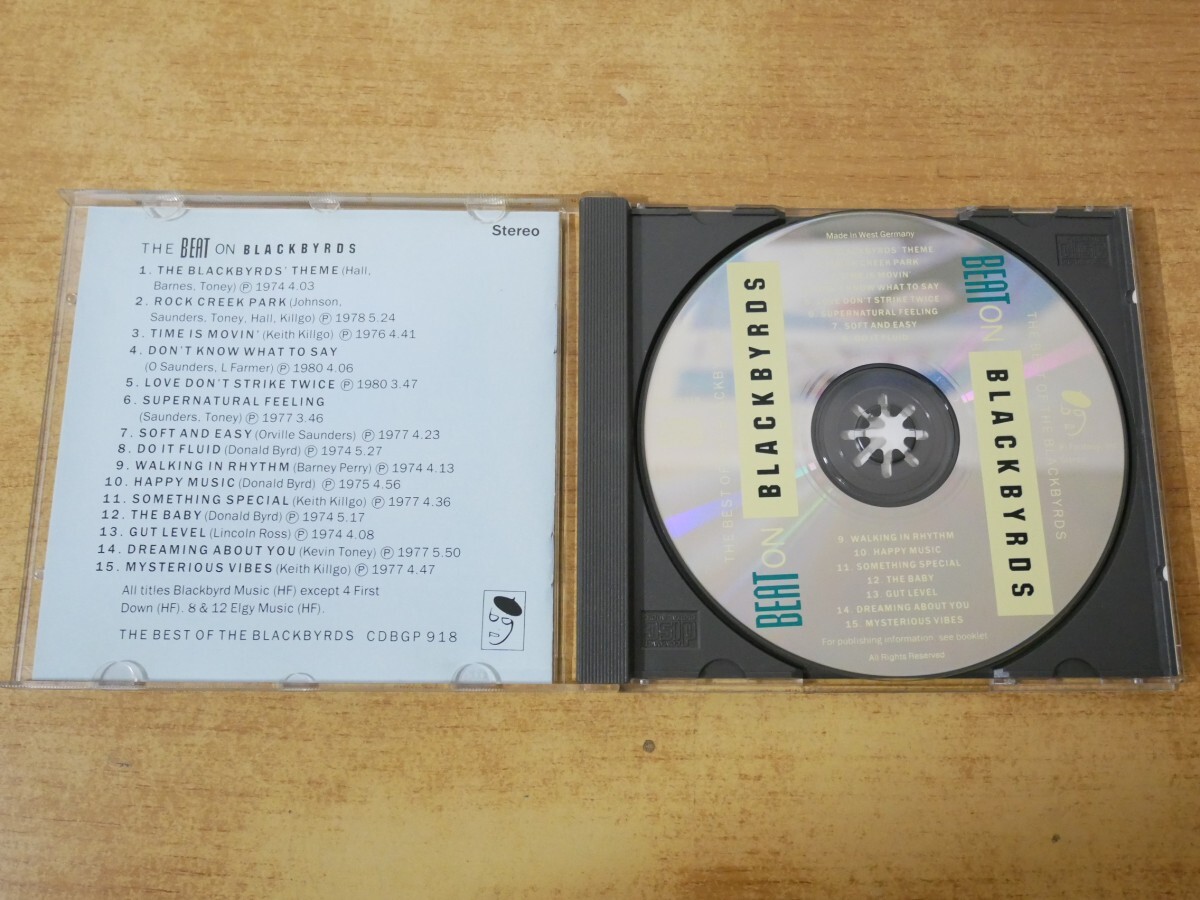 Stereo
THE BEAT ON BLACKBYRDS
1. THE BLACKBYRDS' THEME (Hall,
Barnes, Toney) Ⓟ 1974 4.03
2. ROCK CREEK PARK (Johnson,
Saunders, Toney, Hall, Killgo) Ⓟ 1978 5.24
3. TIME IS MOVIN' (Keith Killgo) Ⓟ 1976 4.41
4. DON'T KNOW WHAT TO SAY
(O Saunders, L Farmer) Ⓟ 1980 4.06
5. LOVE DON'T STRIKE TWICE Ⓟ 1980 3.47
6. SUPERNATURAL FEELING
(Saunders, Toney) Ⓟ 1977 3.46
7. SOFT AND EASY (Orville Saunders) Ⓟ 1977 4.23
8. DO IT FLUID (Donald Byrd) Ⓟ 1974 5.27
9. WALKING IN RHYTHM (Barney Perry) Ⓟ 1974 4.13
10. HAPPY MUSIC (Donald Byrd) Ⓟ 1975 4.56
11. SOMETHING SPECIAL (Keith Killgo) Ⓟ 1977 4.36
12. THE BABY (Donald Byrd) Ⓟ 1974 5.17
13. GUT LEVEL (Lincoln Ross) Ⓟ 1974 4.08
14. DREAMING ABOUT YOU (Kevin Toney) Ⓟ 1977 5.50
15. MYSTERIOUS VIBES (Keith Killgo) Ⓟ 1977 4.47
All titles Blackbyrd Music (HF) except 4 First
Down (HF). 8 & 12 Elgy Music (HF).
THE BEST OF THE BLACKBYRDS CDBGP 918
Made in West Germany
THEME
PARK
MOVIN'
WHAT TO SAY
DON'T STRIKE TWICE
SUPERNATURAL FEELING
7. SOFT AND EASY
BEAT ON BLACKBYRDS
THE BEST OF
BEAT ON BLACKBYRDS
OF THE BLACKBYRDS
9. WALKING IN RHYTHM
10. HAPPY MUSIC
11. SOMETHING SPECIAL
12. THE BABY
13. GUT LEVEL
14. DREAMING ABOUT YOU
15. MYSTERIOUS VIBES
For publishing information see booklet
All Rights Reserved